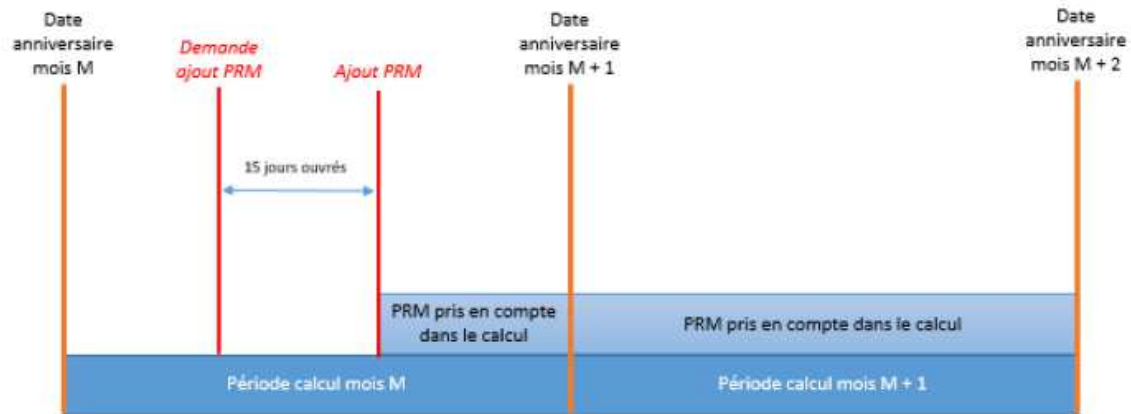 Date
anniversaire
mois M
Demande
ajout PRM
Ajout PRM
Date
anniversaire
mois M + 1
Date
anniversaire
mois M + 2
15 jours ouvrés
PRM pris en compte
dans le calcul
PRM pris en compte dans le calcul
Période calcul mois M
Période calcul mois M + 1